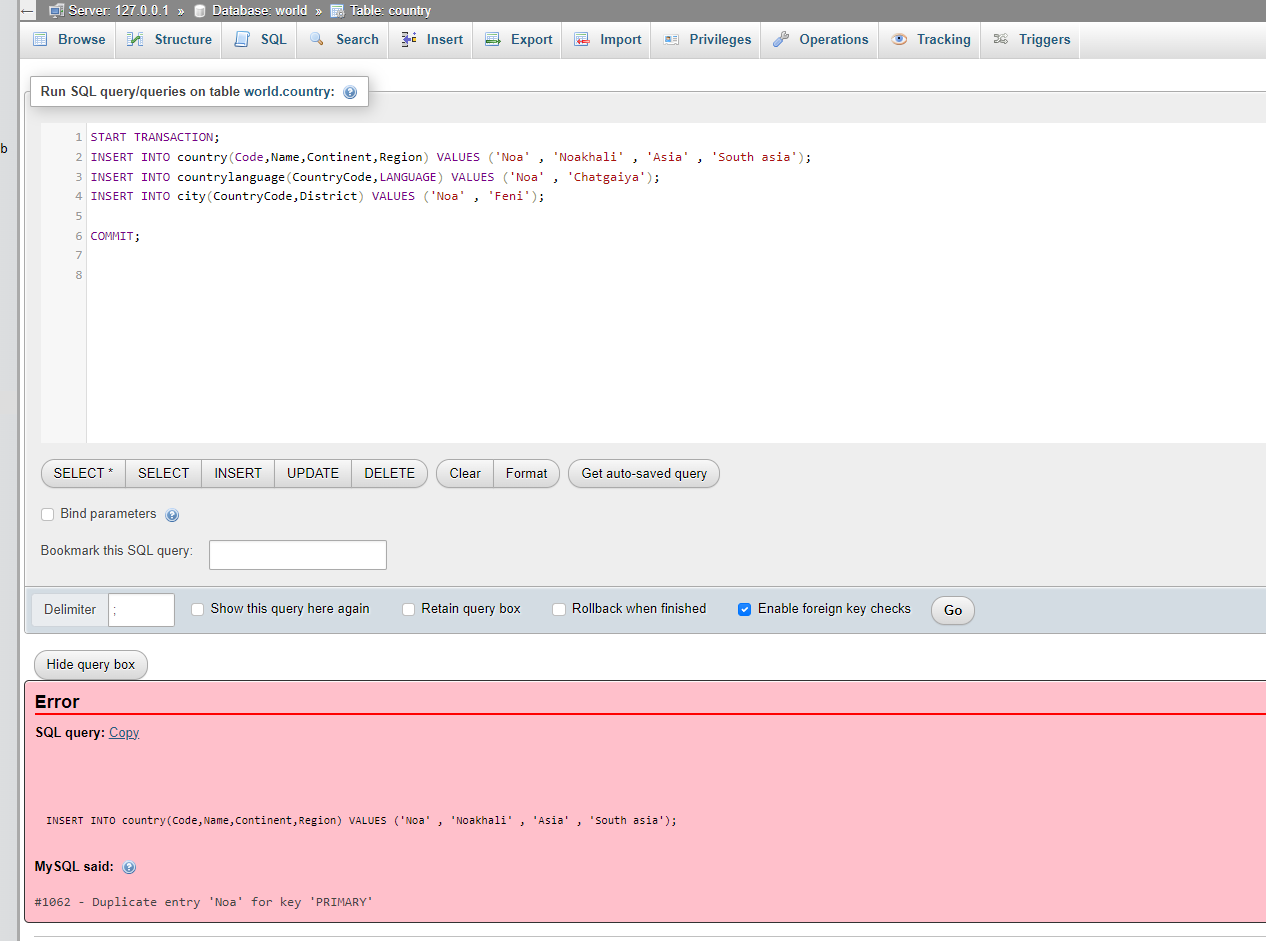 ← Server: 127.0.0.1 » Database: world » Table: country
Browse Structure SQL Search Insert Export Import Privileges Operations Tracking Triggers
Run SQL query/queries on table world.country:
b
1 START TRANSACTION;
2 INSERT INTO country(Code,Name,Continent,Region) VALUES ('Noa' , 'Noakhali' , 'Asia' , 'South asia');
3 INSERT INTO countrylanguage(CountryCode,LANGUAGE) VALUES ('Noa' , 'Chatgaiya');
4 INSERT INTO city(CountryCode,District) VALUES ('Noa' , 'Feni');
5
6 COMMIT;
7
8
SELECT * SELECT INSERT UPDATE DELETE Clear Format Get auto-saved query
Bind parameters
Bookmark this SQL query:
Delimiter ; Show this query here again Retain query box Rollback when finished Enable foreign key checks Go
Hide query box
Error
SQL query: Copy
INSERT INTO country(Code,Name,Continent,Region) VALUES ('Noa' , 'Noakhali' , 'Asia' , 'South asia');
MySQL said:
#1062 - Duplicate entry 'Noa' for key 'PRIMARY'